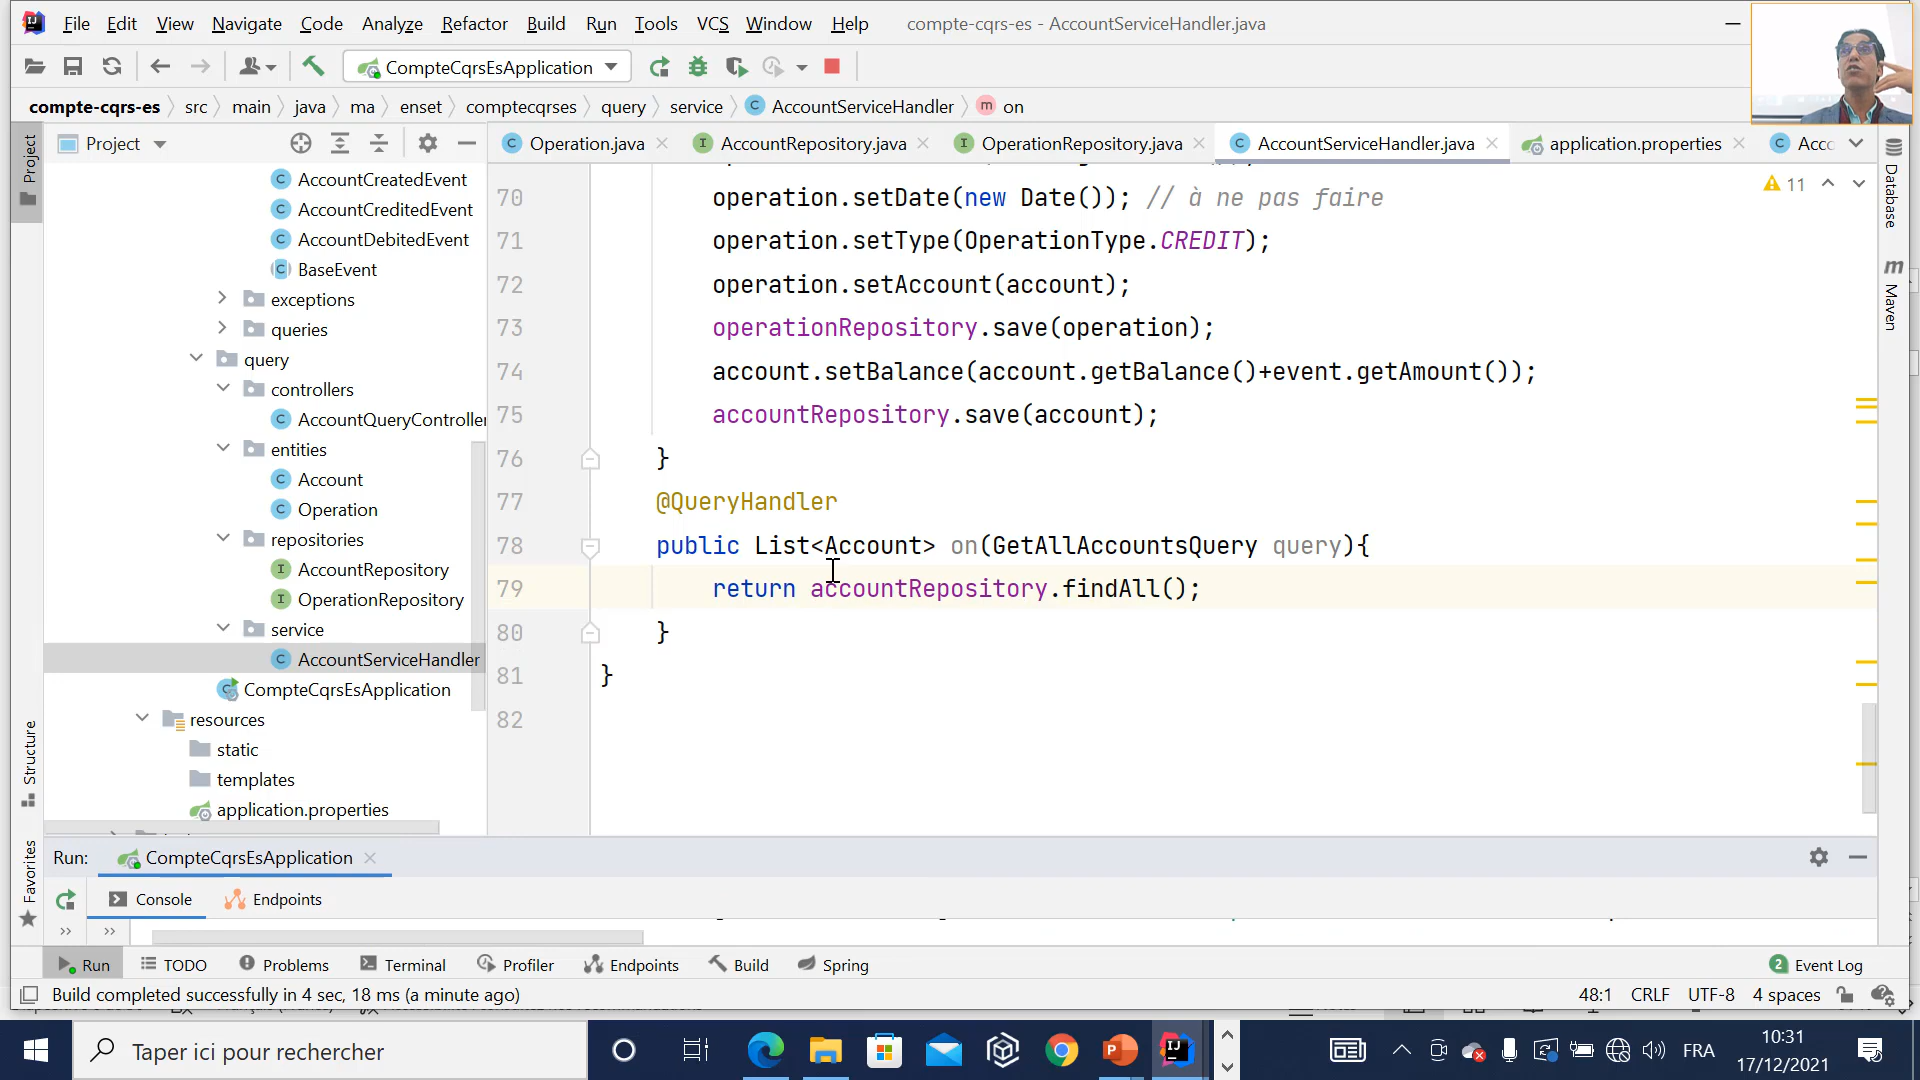 File Edit View Navigate Code Analyze Refactor Build Run Tools VCS Window Help compte-cqrs-es - AccountServiceHandler.java
CompteCqrsEsApplication
compte-cqrs-es src main java ma enset comptecqrses query service AccountServiceHandler on
Project
Operation.java AccountRepository.java OperationRepository.java AccountServiceHandler.java application.properties Acco
AccountCreatedEvent
AccountCreditedEvent
AccountDebitedEvent
BaseEvent
exceptions
queries
query
controllers
AccountQueryController
entities
Account
Operation
repositories
AccountRepository
OperationRepository
service
AccountServiceHandler
CompteCqrsEsApplication
resources
static
templates
application.properties
11
70 operation.setDate(new Date()); // à ne pas faire
71 operation.setType(OperationType.CREDIT);
72 operation.setAccount(account);
73 operationRepository.save(operation);
74 account.setBalance(account.getBalance()+event.getAmount());
75 accountRepository.save(account);
76 }
77 @QueryHandler
78 public List<Account> on(GetAllAccountsQuery query){
79 return accountRepository.findAll();
80 }
81 }
82
Project
Structure
Favorites
Database
Maven
Run: CompteCqrsEsApplication
Console Endpoints
Run TODO Problems Terminal Profiler Endpoints Build Spring 2 Event Log
Build completed successfully in 4 sec, 18 ms (a minute ago) 48:1 CRLF UTF-8 4 spaces
Taper ici pour rechercher
FRA
10:31
17/12/2021